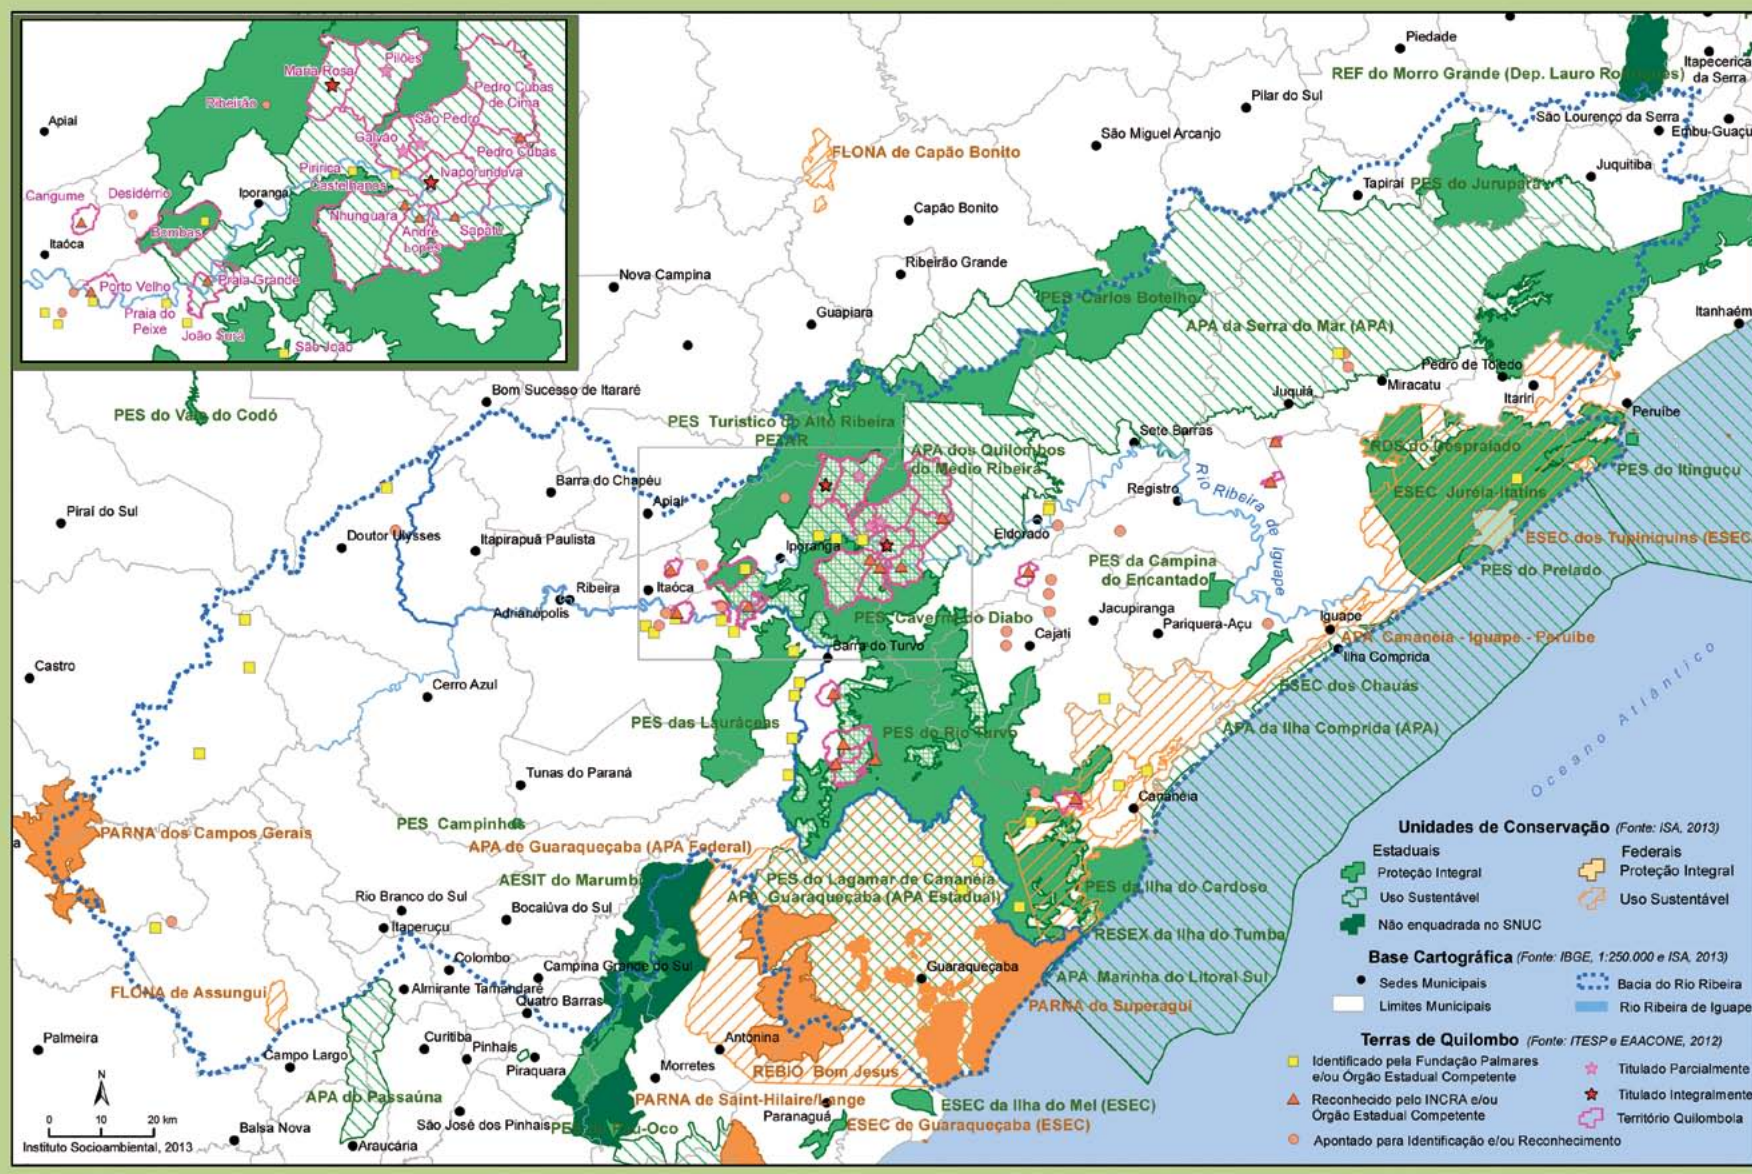 Maria Rosa
Pilões
Ribeirão
Pedro Cubas
de Cima
São Pedro
Galvão
Pedro Cubas
Apiaí
Piririca
Castelhanos
Ivaporunduva
Cangume
Desidério
Iporanga
Nhunguara
André
Lopes
Sapatu
Bombas
Itaóca
Porto Velho
Praia Grande
Praia do
Peixe
João Surá
São João
Piedade
Itapecerica
da Serra
REF do Morro Grande (Dep. Lauro Rodrigues)
Pilar do Sul
São Lourenço da Serra
Embu-Guaçu
São Miguel Arcanjo
FLONA de Capão Bonito
Juquitiba
Tapiraí
PES do Jurupará
Capão Bonito
Ribeirão Grande
Nova Campina
PES Carlos Botelho
Guapiara
APA da Serra do Mar (APA)
Itanhaém
Pedro de Toledo
Miracatu
Itariri
Juquiá
Peruíbe
Bom Sucesso de Itararé
PES do Vale do Codó
PES Turístico do Alto Ribeira
PETAR
Sete Barras
APA dos Quilombos
do Médio Ribeira
RDS do Despraiado
PES do Itinguçu
Barra do Chapéu
Apiaí
Registro
Rio Ribeira de Iguape
ESEC Juréia-Itatins
Piraí do Sul
Doutor Ulysses
Itapirapuã Paulista
Iporanga
Eldorado
ESEC dos Tupiniquins (ESEC
PES da Campina
do Encantado
PES do Prelado
Ribeira
Itaóca
Adrianópolis
PES Caverna do Diabo
Jacupiranga
Pariquera-Açu
Iguape
Cajati
APA Cananéia - Iguape - Peruíbe
Barra do Turvo
Ilha Comprida
Castro
Cerro Azul
ESEC dos Chauás
PES das Lauráceas
PES do Rio Turvo
APA da Ilha Comprida (APA)
Oceano Atlântico
Tunas do Paraná
Cananéia
PARNA dos Campos Gerais
PES Campinhos
APA de Guaraqueçaba (APA Federal)
AESIT do Marumbi
PES do Lagamar de Cananéia
APA Guaraqueçaba (APA Estadual)
PES da Ilha do Cardoso
Rio Branco do Sul
Bocaiúva do Sul
Itaperuçu
RESEX da Ilha do Tumba
Colombo
Campina Grande do Sul
Guaraqueçaba
APA Marinha do Litoral Sul
FLONA de Assungui
Almirante Tamandaré
Quatro Barras
PARNA do Superagui
Palmeira
Curitiba
Pinhais
Antonina
Campo Largo
Piraquara
Morretes
REBIO Bom Jesus
APA do Passaúna
PARNA de Saint-Hilaire/Lange
Paranaguá
ESEC da Ilha do Mel (ESEC)
ESEC de Guaraqueçaba (ESEC)
São José dos Pinhais
Balsa Nova
Araucária
N
0 10 20 km
Instituto Socioambiental, 2013
Unidades de Conservação (Fonte: ISA, 2013)
Estaduais
Proteção Integral
Uso Sustentável
Não enquadrada no SNUC
Federais
Proteção Integral
Uso Sustentável
Base Cartográfica (Fonte: IBGE, 1:250.000 e ISA, 2013)
Sedes Municipais
Limites Municipais
Bacia do Rio Ribeira
Rio Ribeira de Iguape
Terras de Quilombo (Fonte: ITESP e EAACONE, 2012)
Identificado pela Fundação Palmares
e/ou Órgão Estadual Competente
Reconhecido pelo INCRA e/ou
Órgão Estadual Competente
Apontado para Identificação e/ou Reconhecimento
Titulado Parcialmente
Titulado Integralmente
Território Quilombola